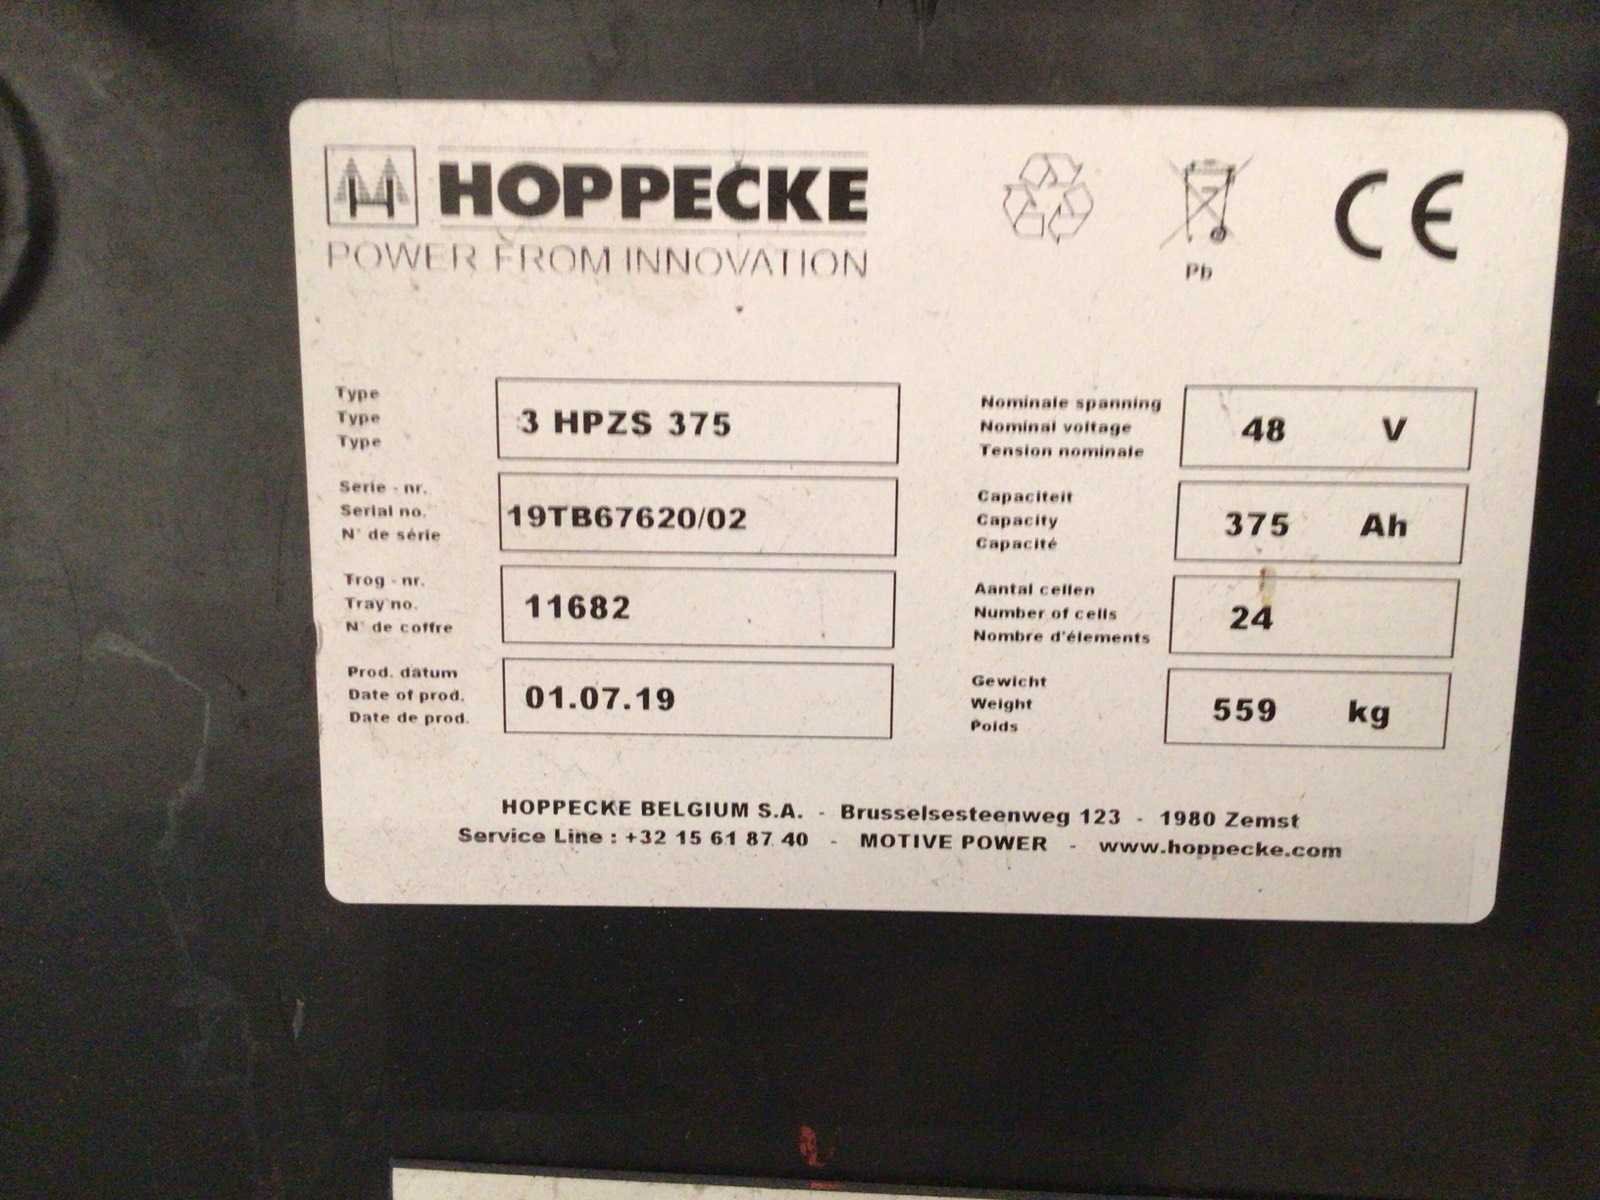 HOPPECKE
POWER FROM INNOVATION
Pb
CE
Type
Type
Type
3 HPZS 375
Serie - nr.
Serial no.
N° de série
19TB67620/02
Trog - nr.
Tray no.
N° de coffre
11682
Prod. datum
Date of prod.
Date de prod.
01.07.19
Nominale spanning
Nominal voltage
Tension nominale
48 V
Capaciteit
Capacity
Capacité
375 Ah
Aantal cellen
Number of cells
Nombre d'élements
24
Gewicht
Weight
Poids
559 kg
HOPPECKE BELGIUM S.A. - Brusselsesteenweg 123 - 1980 Zemst
Service Line : +32 15 61 87 40 - MOTIVE POWER - www.hoppecke.com